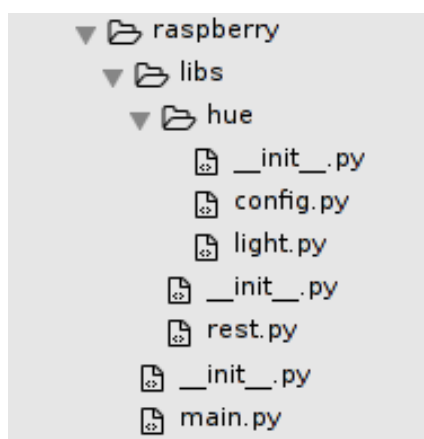 raspberry
libs
hue
__init__.py
config.py
light.py
__init__.py
rest.py
__init__.py
main.py